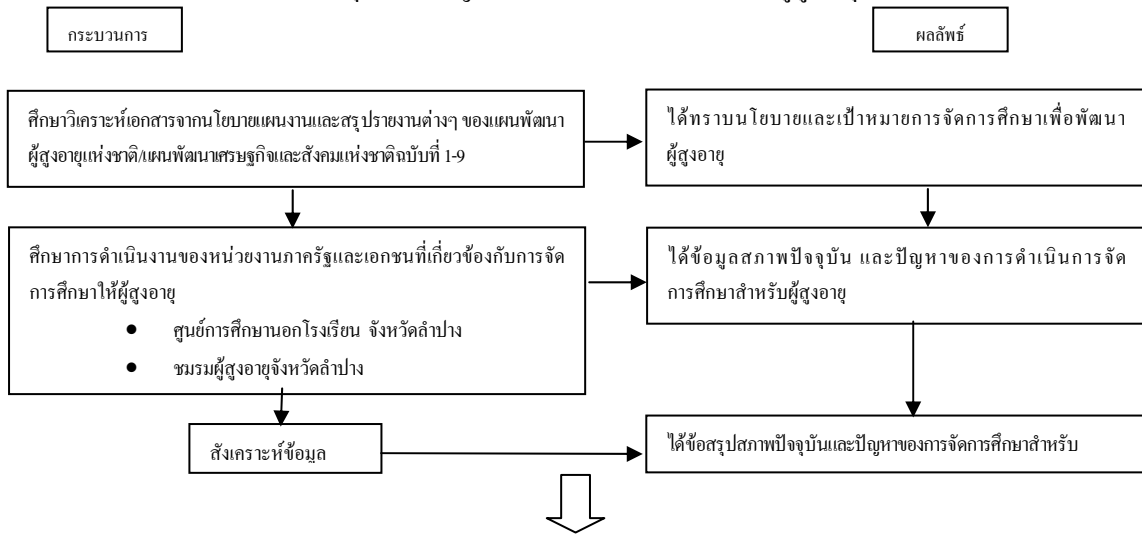 กระบวนการ
ผลลัพธ์
ศึกษาวิเคราะห์เอกสารจากนโยบายแผนงานและสรุปรายงานต่างๆ ของแผนพัฒนา
ผู้สูงอายุแห่งชาติ/แผนพัฒนาเศรษฐกิจและสังคมแห่งชาติฉบับที่ 1-9
ได้ทราบนโยบายและเป้าหมายการจัดการศึกษาเพื่อพัฒนา
ผู้สูงอายุ
ศึกษาการดำเนินงานของหน่วยงานภาครัฐและเอกชนที่เกี่ยวข้องกับการจัด
การศึกษาให้ผู้สูงอายุ
● ศูนย์การศึกษานอกโรงเรียน จังหวัดลำปาง
● ชมรมผู้สูงอายุจังหวัดลำปาง
ได้ข้อมูลสภาพปัจจุบัน และปัญหาของการดำเนินการจัด
การศึกษาสำหรับผู้สูงอายุ
สังเคราะห์ข้อมูล
ได้ข้อสรุปสภาพปัจจุบันและปัญหาของการจัดการศึกษาสำหรับ